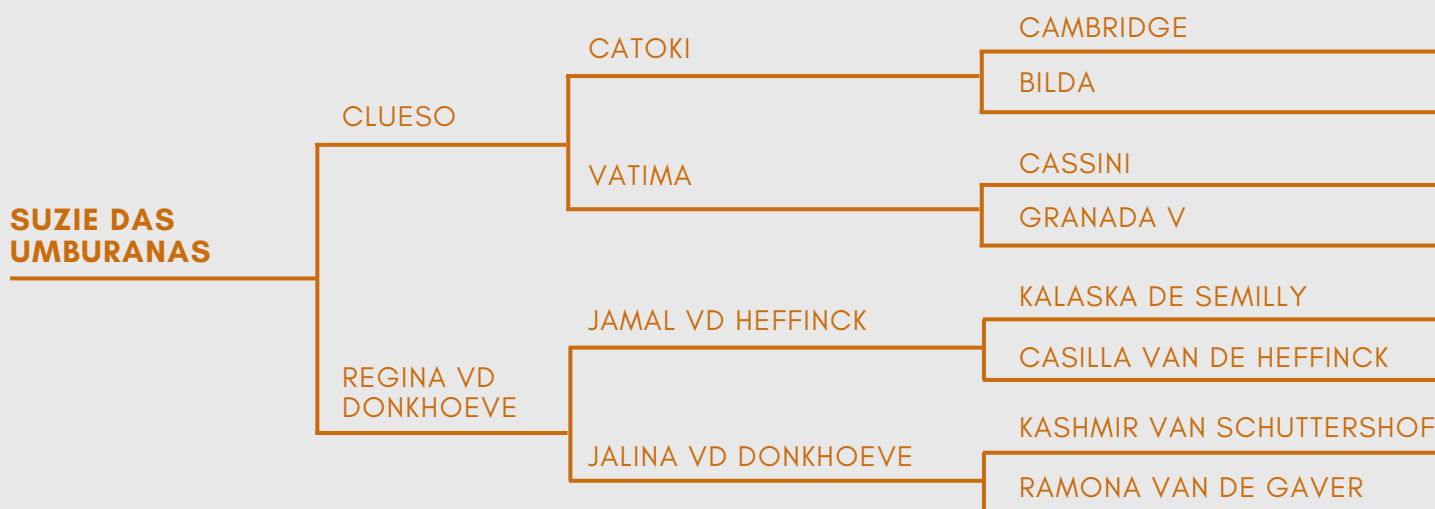 CAMBRIDGE
CATOKI
BILDA
CLUESO
CASSINI
VATIMA
GRANADA V
SUZIE DAS
UMBURANAS
KALASKA DE SEMILLY
JAMAL VD HEFFINCK
CASILLA VAN DE HEFFINCK
REGINA VD
DONKHOEVE
KASHMIR VAN SCHUTTERSHOF
JALINA VD DONKHOEVE
RAMONA VAN DE GAVER